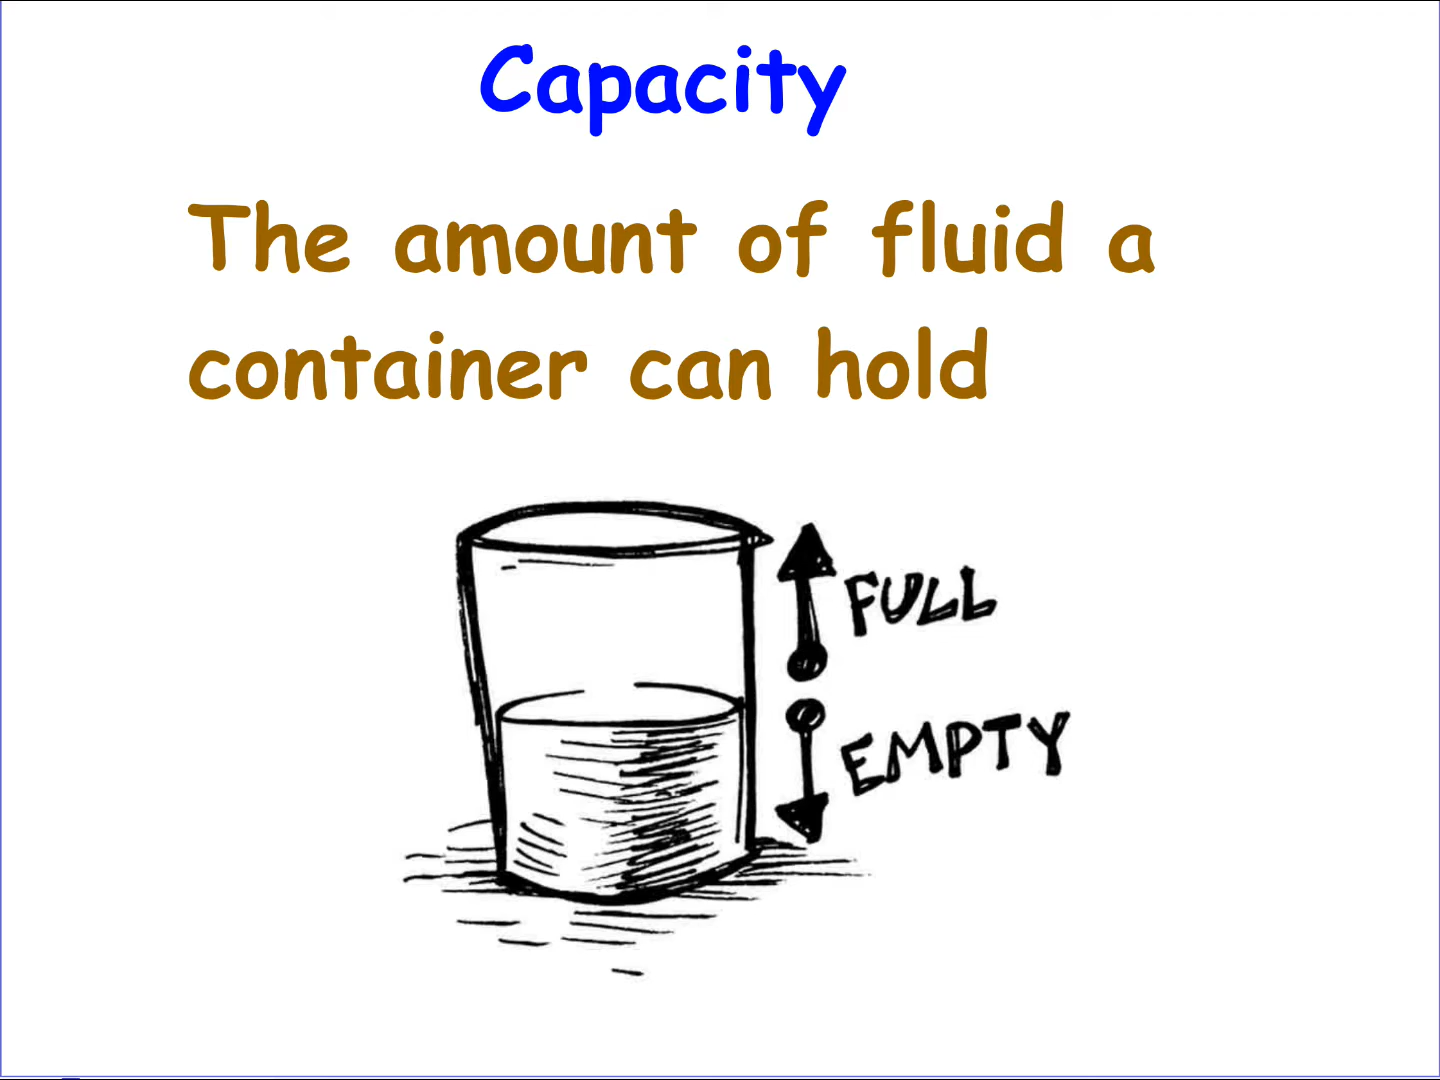 Capacity
The amount of fluid a
container can hold
FULL
EMPTY